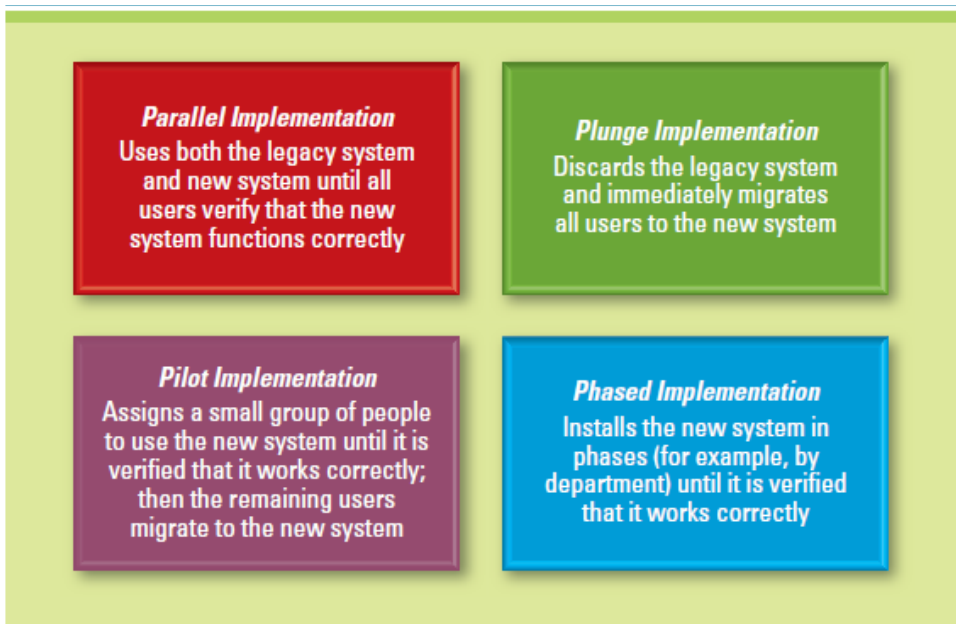 Parallel Implementation
Uses both the legacy system
and new system until all
users verify that the new
system functions correctly
Plunge Implementation
Discards the legacy system
and immediately migrates
all users to the new system
Pilot Implementation
Assigns a small group of people
to use the new system until it is
verified that it works correctly;
then the remaining users
migrate to the new system
Phased Implementation
Installs the new system in
phases (for example, by
department) until it is verified
that it works correctly